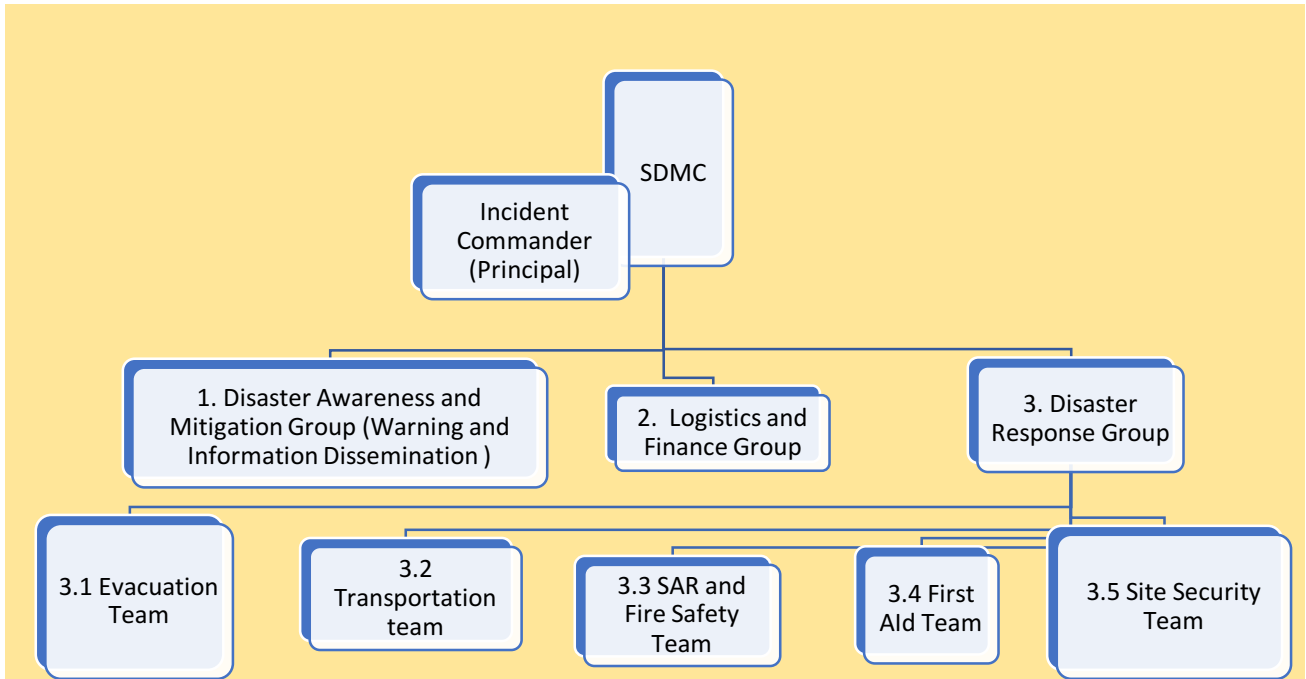 SDMC
Incident
Commander
(Principal)
1. Disaster Awareness and
Mitigation Group (Warning and
Information Dissemination )
2. Logistics and
Finance Group
3. Disaster
Response Group
3.1 Evacuation
Team
3.2
Transportation
team
3.3 SAR and
Fire Safety
Team
3.4 First
Ald Team
3.5 Site Security
Team